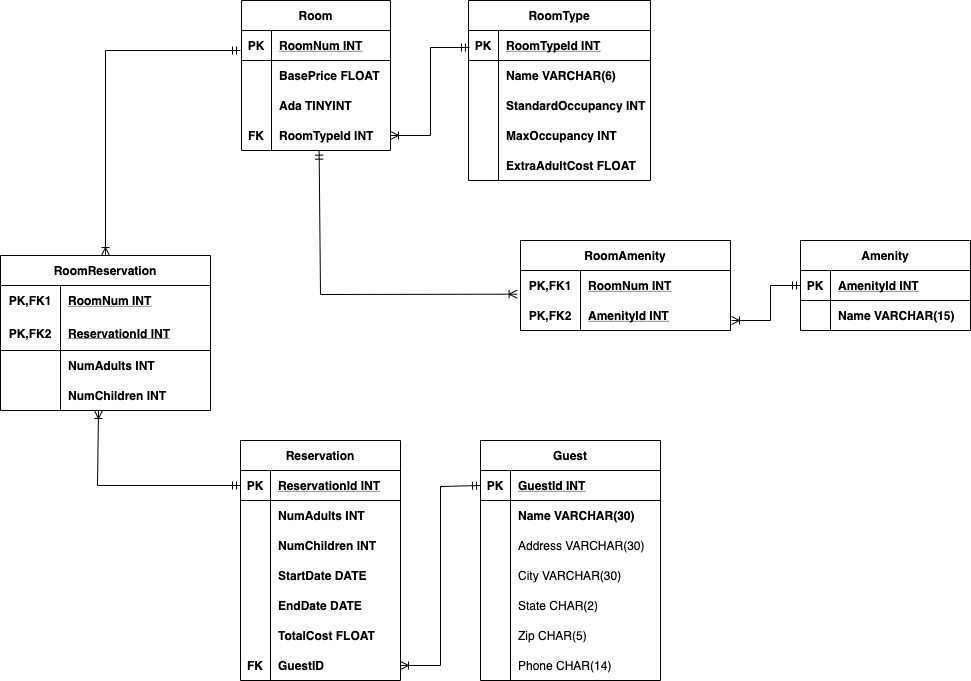 Room
PK RoomNum INT
BasePrice FLOAT
Ada TINYINT
FK RoomTypeId INT
RoomType
PK RoomTypeId INT
Name VARCHAR(6)
StandardOccupancy INT
MaxOccupancy INT
ExtraAdultCost FLOAT
RoomReservation
PK,FK1 RoomNum INT
PK,FK2 ReservationId INT
NumAdults INT
NumChildren INT
RoomAmenity
PK,FK1 RoomNum INT
PK,FK2 AmenityId INT
Amenity
PK AmenityId INT
Name VARCHAR(15)
Reservation
PK ReservationId INT
NumAdults INT
NumChildren INT
StartDate DATE
EndDate DATE
TotalCost FLOAT
FK GuestID
Guest
PK GuestId INT
Name VARCHAR(30)
Address VARCHAR(30)
City VARCHAR(30)
State CHAR(2)
Zip CHAR(5)
Phone CHAR(14)